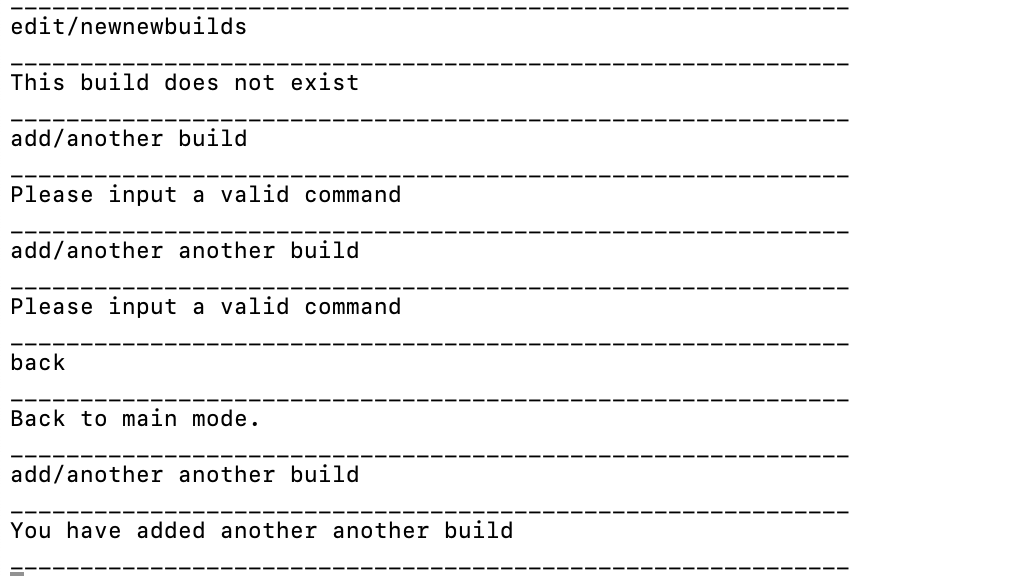 ____________________________________________________________
edit/newnewbuilds
____________________________________________________________
This build does not exist
____________________________________________________________
add/another build
____________________________________________________________
Please input a valid command
____________________________________________________________
add/another another build
____________________________________________________________
Please input a valid command
____________________________________________________________
back
____________________________________________________________
Back to main mode.
____________________________________________________________
add/another another build
____________________________________________________________
You have added another another build
____________________________________________________________